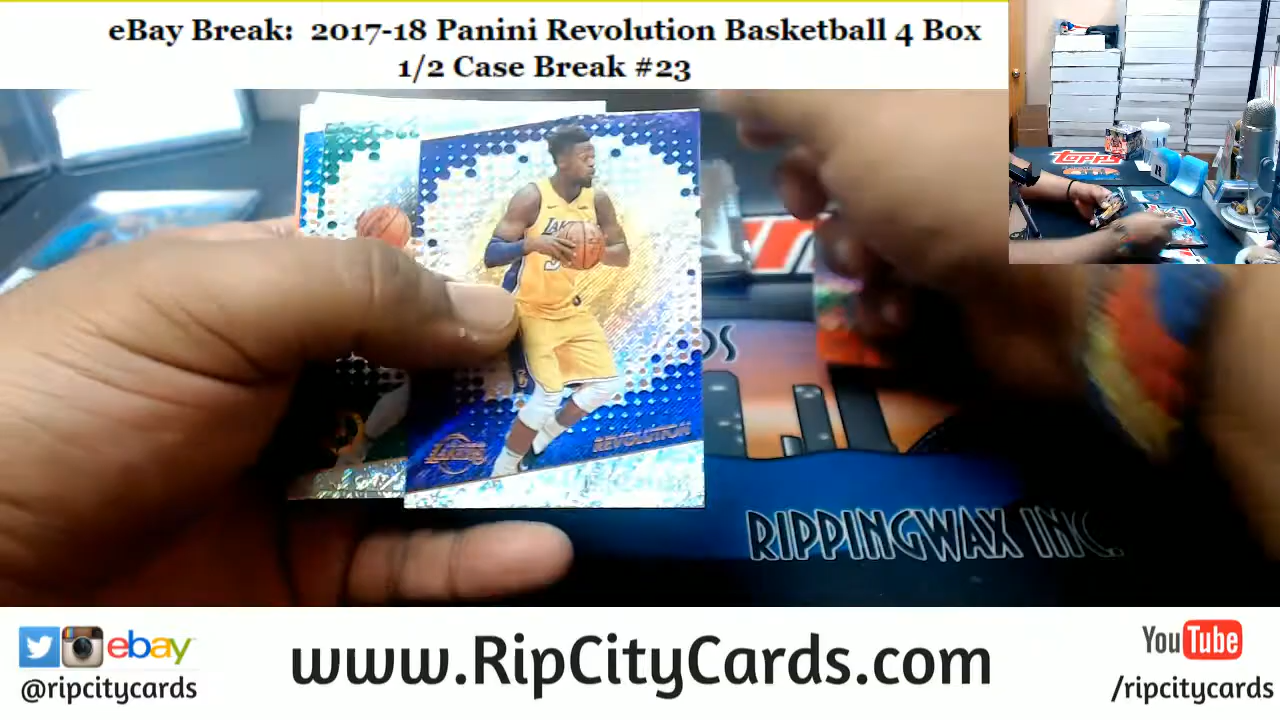 eBay Break: 2017-18 Panini Revolution Basketball 4 Box
1/2 Case Break #23
topps
LAKERS
REVOLUTION
RIPPINGWAX INC.
ebay
@ripcitycards
www.RipCityCards.com
YouTube
/ripcitycards